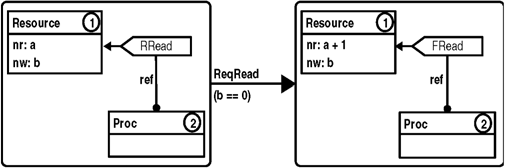 Resource 1
nr: a
nw: b
RRead
ref
Proc 2
ReqRead
(b == 0)
Resource 1
nr: a + 1
nw: b
FRead
ref
Proc 2